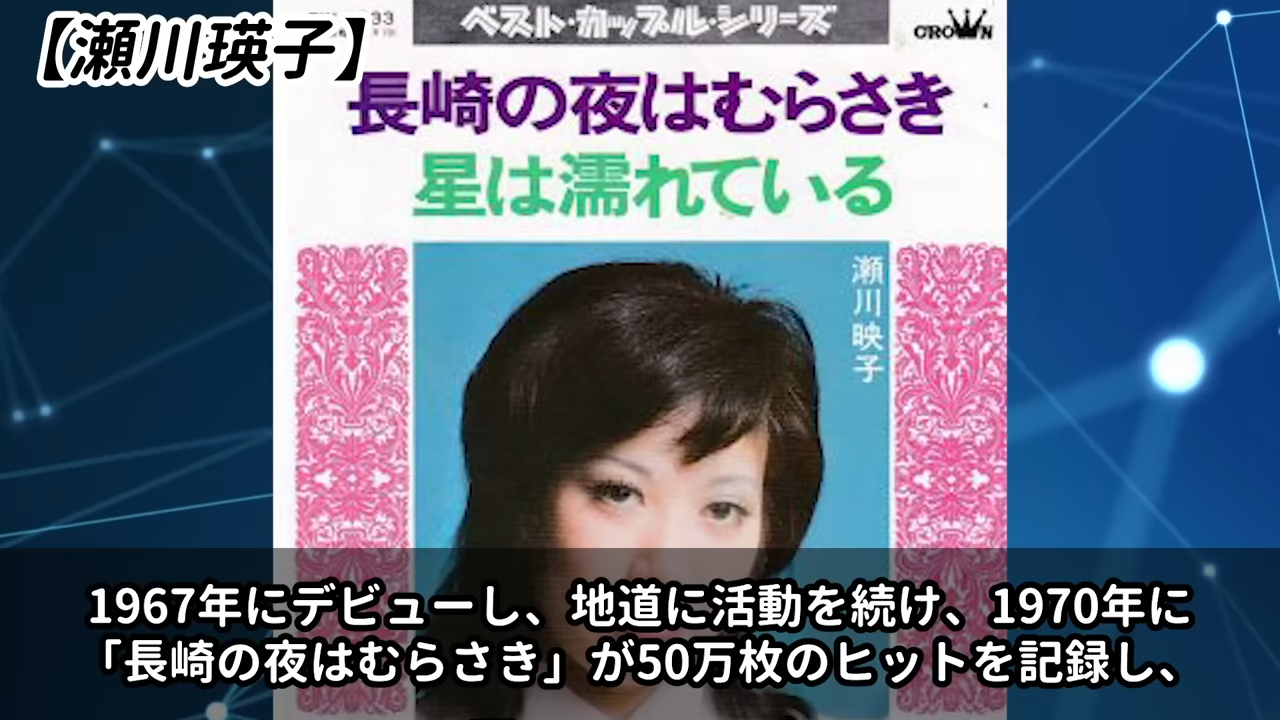 【瀬川瑛子】
ベスト・カップル・シリーズ
CROWN
長崎の夜はむらさき
星は濡れている
瀬川映子
1967年にデビューし、地道に活動を続け、1970年に
「長崎の夜はむらさき」が50万枚のヒットを記録し、